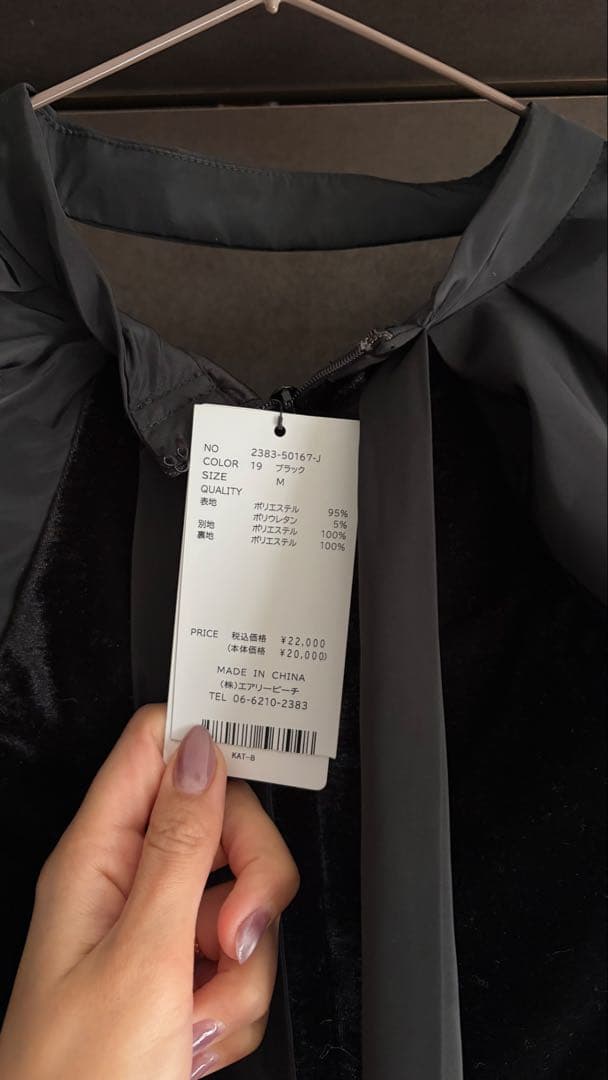 NO 2383-50167-J
COLOR 19 ブラック
SIZE M
QUALITY
表地 ポリエステル 95%
ポリウレタン 5%
別地 ポリエステル 100%
裏地 ポリエステル 100%
PRICE 税込価格 ¥22,000
(本体価格 ¥20,000)
MADE IN CHINA
(株)エアリーピーチ
TEL 06-6210-2383
KAT-B